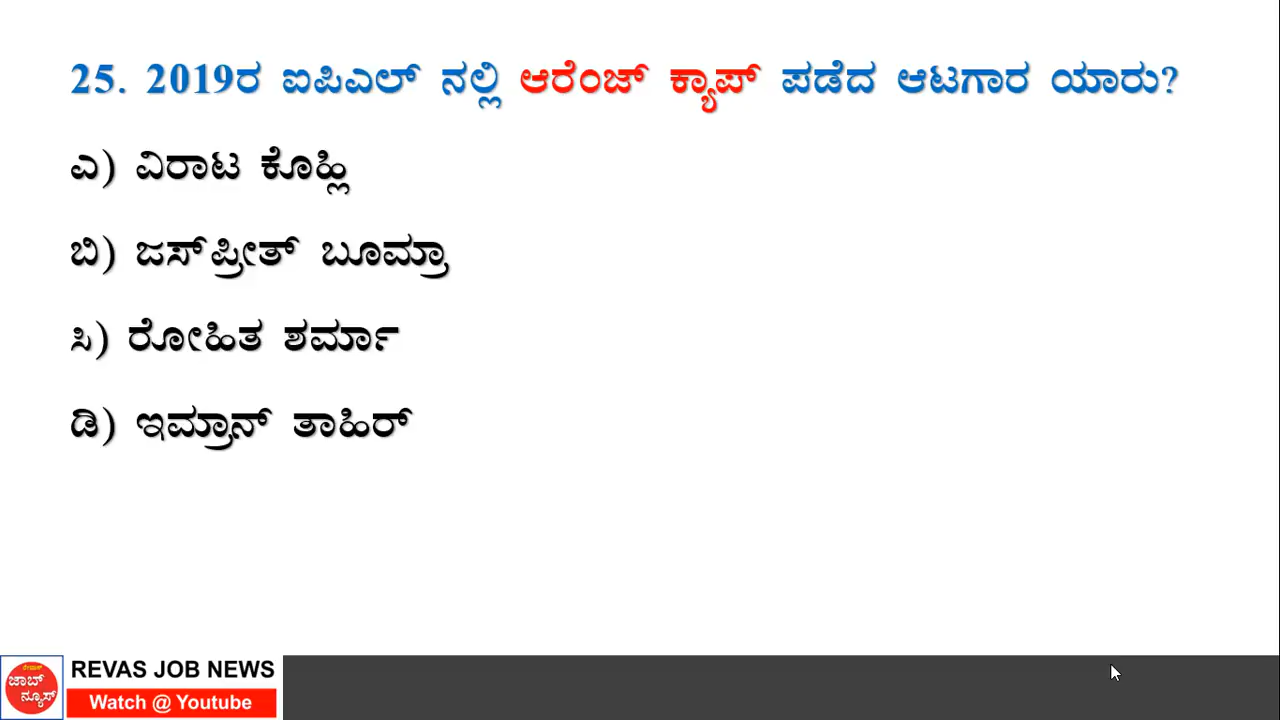 25. 2019ರ ಐಪಿಎಲ್ ನಲ್ಲಿ ಆರೆಂಜ್ ಕ್ಯಾಪ್ ಪಡೆದ ಆಟಗಾರ ಯಾರು?
ಎ) ವಿರಾಟ ಕೊಹ್ಲಿ
ಬಿ) ಜಸ್‌ಪ್ರೀತ್ ಬೂಮ್ರಾ
ಸಿ) ರೋಹಿತ ಶರ್ಮಾ
ಡಿ) ಇಮ್ರಾನ್ ತಾಹಿರ್
ರೇವಾಸ್
ಜಾಬ್
ನ್ಯೂಸ್
REVAS JOB NEWS
Watch @ Youtube